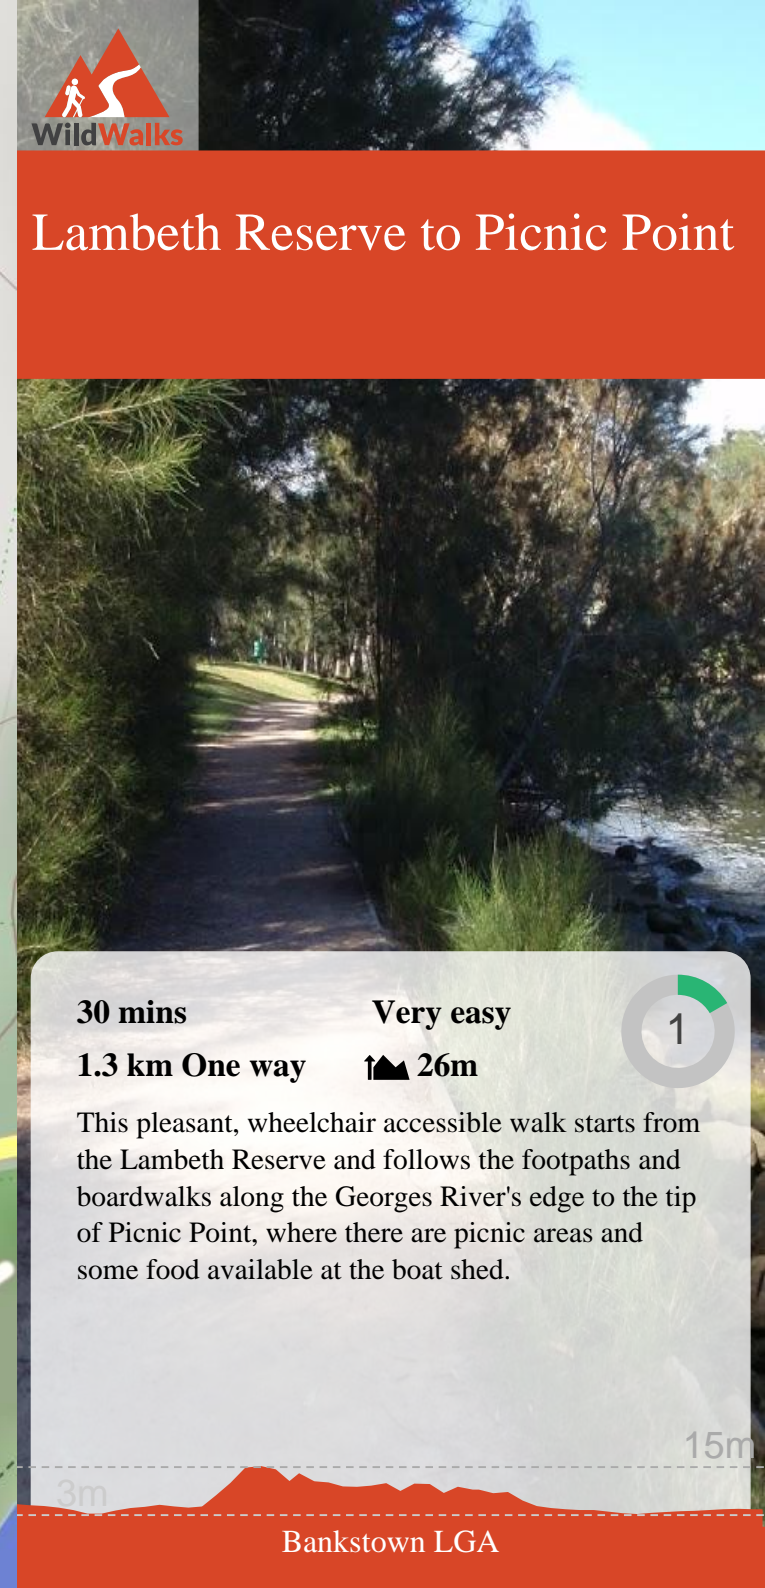 WildWalks
Lambeth Reserve to Picnic Point
30 mins
Very easy
1
1.3 km One way
26m
This pleasant, wheelchair accessible walk starts from
the Lambeth Reserve and follows the footpaths and
boardwalks along the Georges River's edge to the tip
of Picnic Point, where there are picnic areas and
some food available at the boat shed.
15m
3m
Bankstown LGA